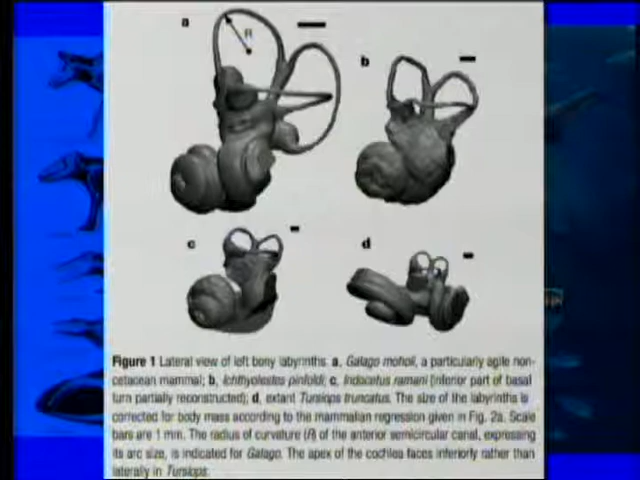 a
R
b
c
d
Figure 1 Lateral view of left bony labyrinths. a, Galago moholi, a particularly agile non-
cetacean mammal; b, Ichthyolestes pinfoldi; c, Indocetus ramani (inferior part of basal
turn partially reconstructed); d, extant Tursiops truncatus. The size of the labyrinths is
corrected for body mass according to the mammalian regression given in Fig. 2a. Scale
bars are 1 mm. The radius of curvature (R) of the anterior semicircular canal, expressing
its arc size, is indicated for Galago. The apex of the cochlea faces inferiorly rather than
laterally in Tursiops.